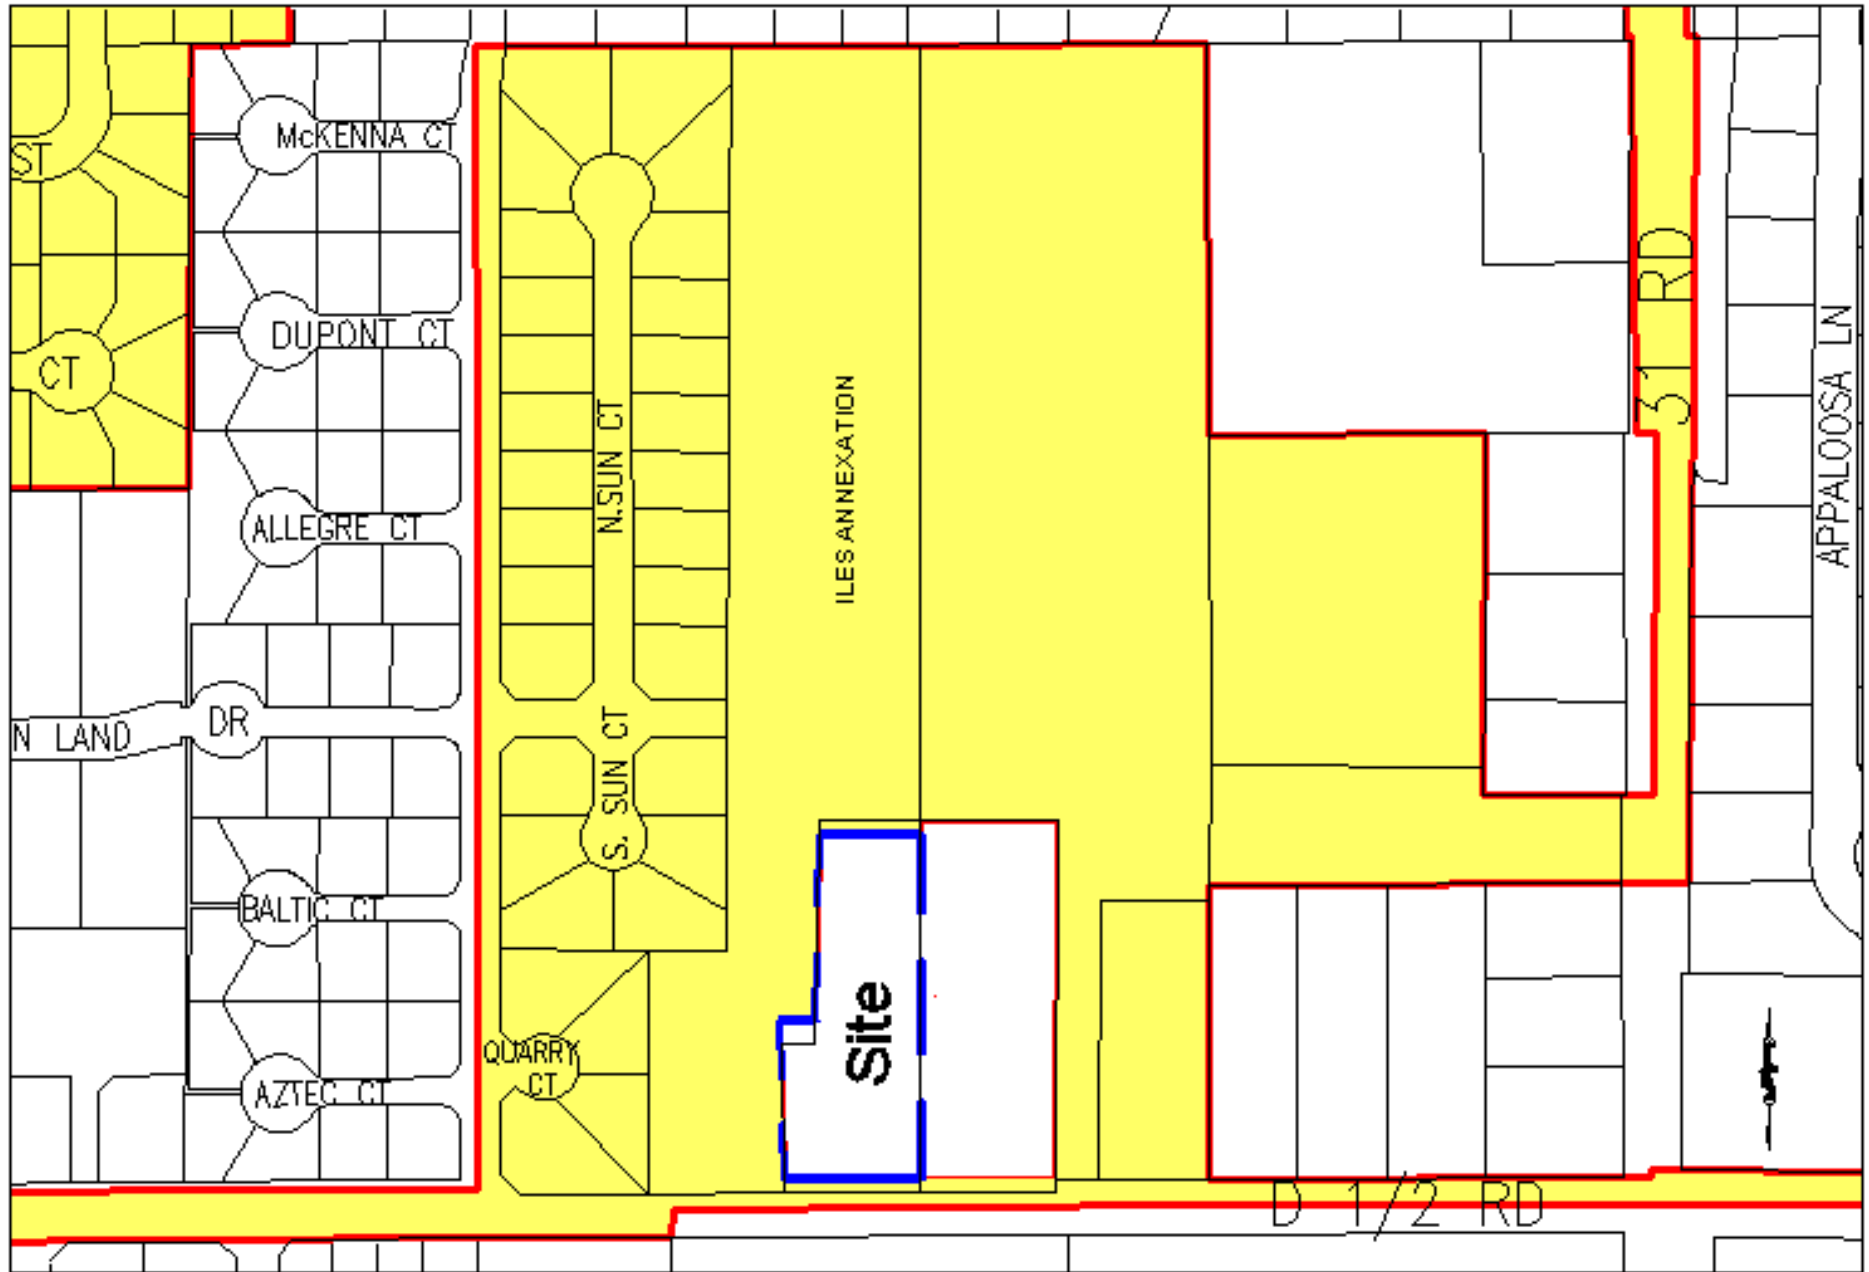 McKENNA CT
ST
DUPONT CT
CT
31 RD
APPALOOSA LN
N.SUN CT
ILES ANNEXATION
ALLEGRE CT
N LAND
DR
S. SUN CT
BALTIC CT
Site
QUARRY
CT
AZTEC CT
D 1/2 RD